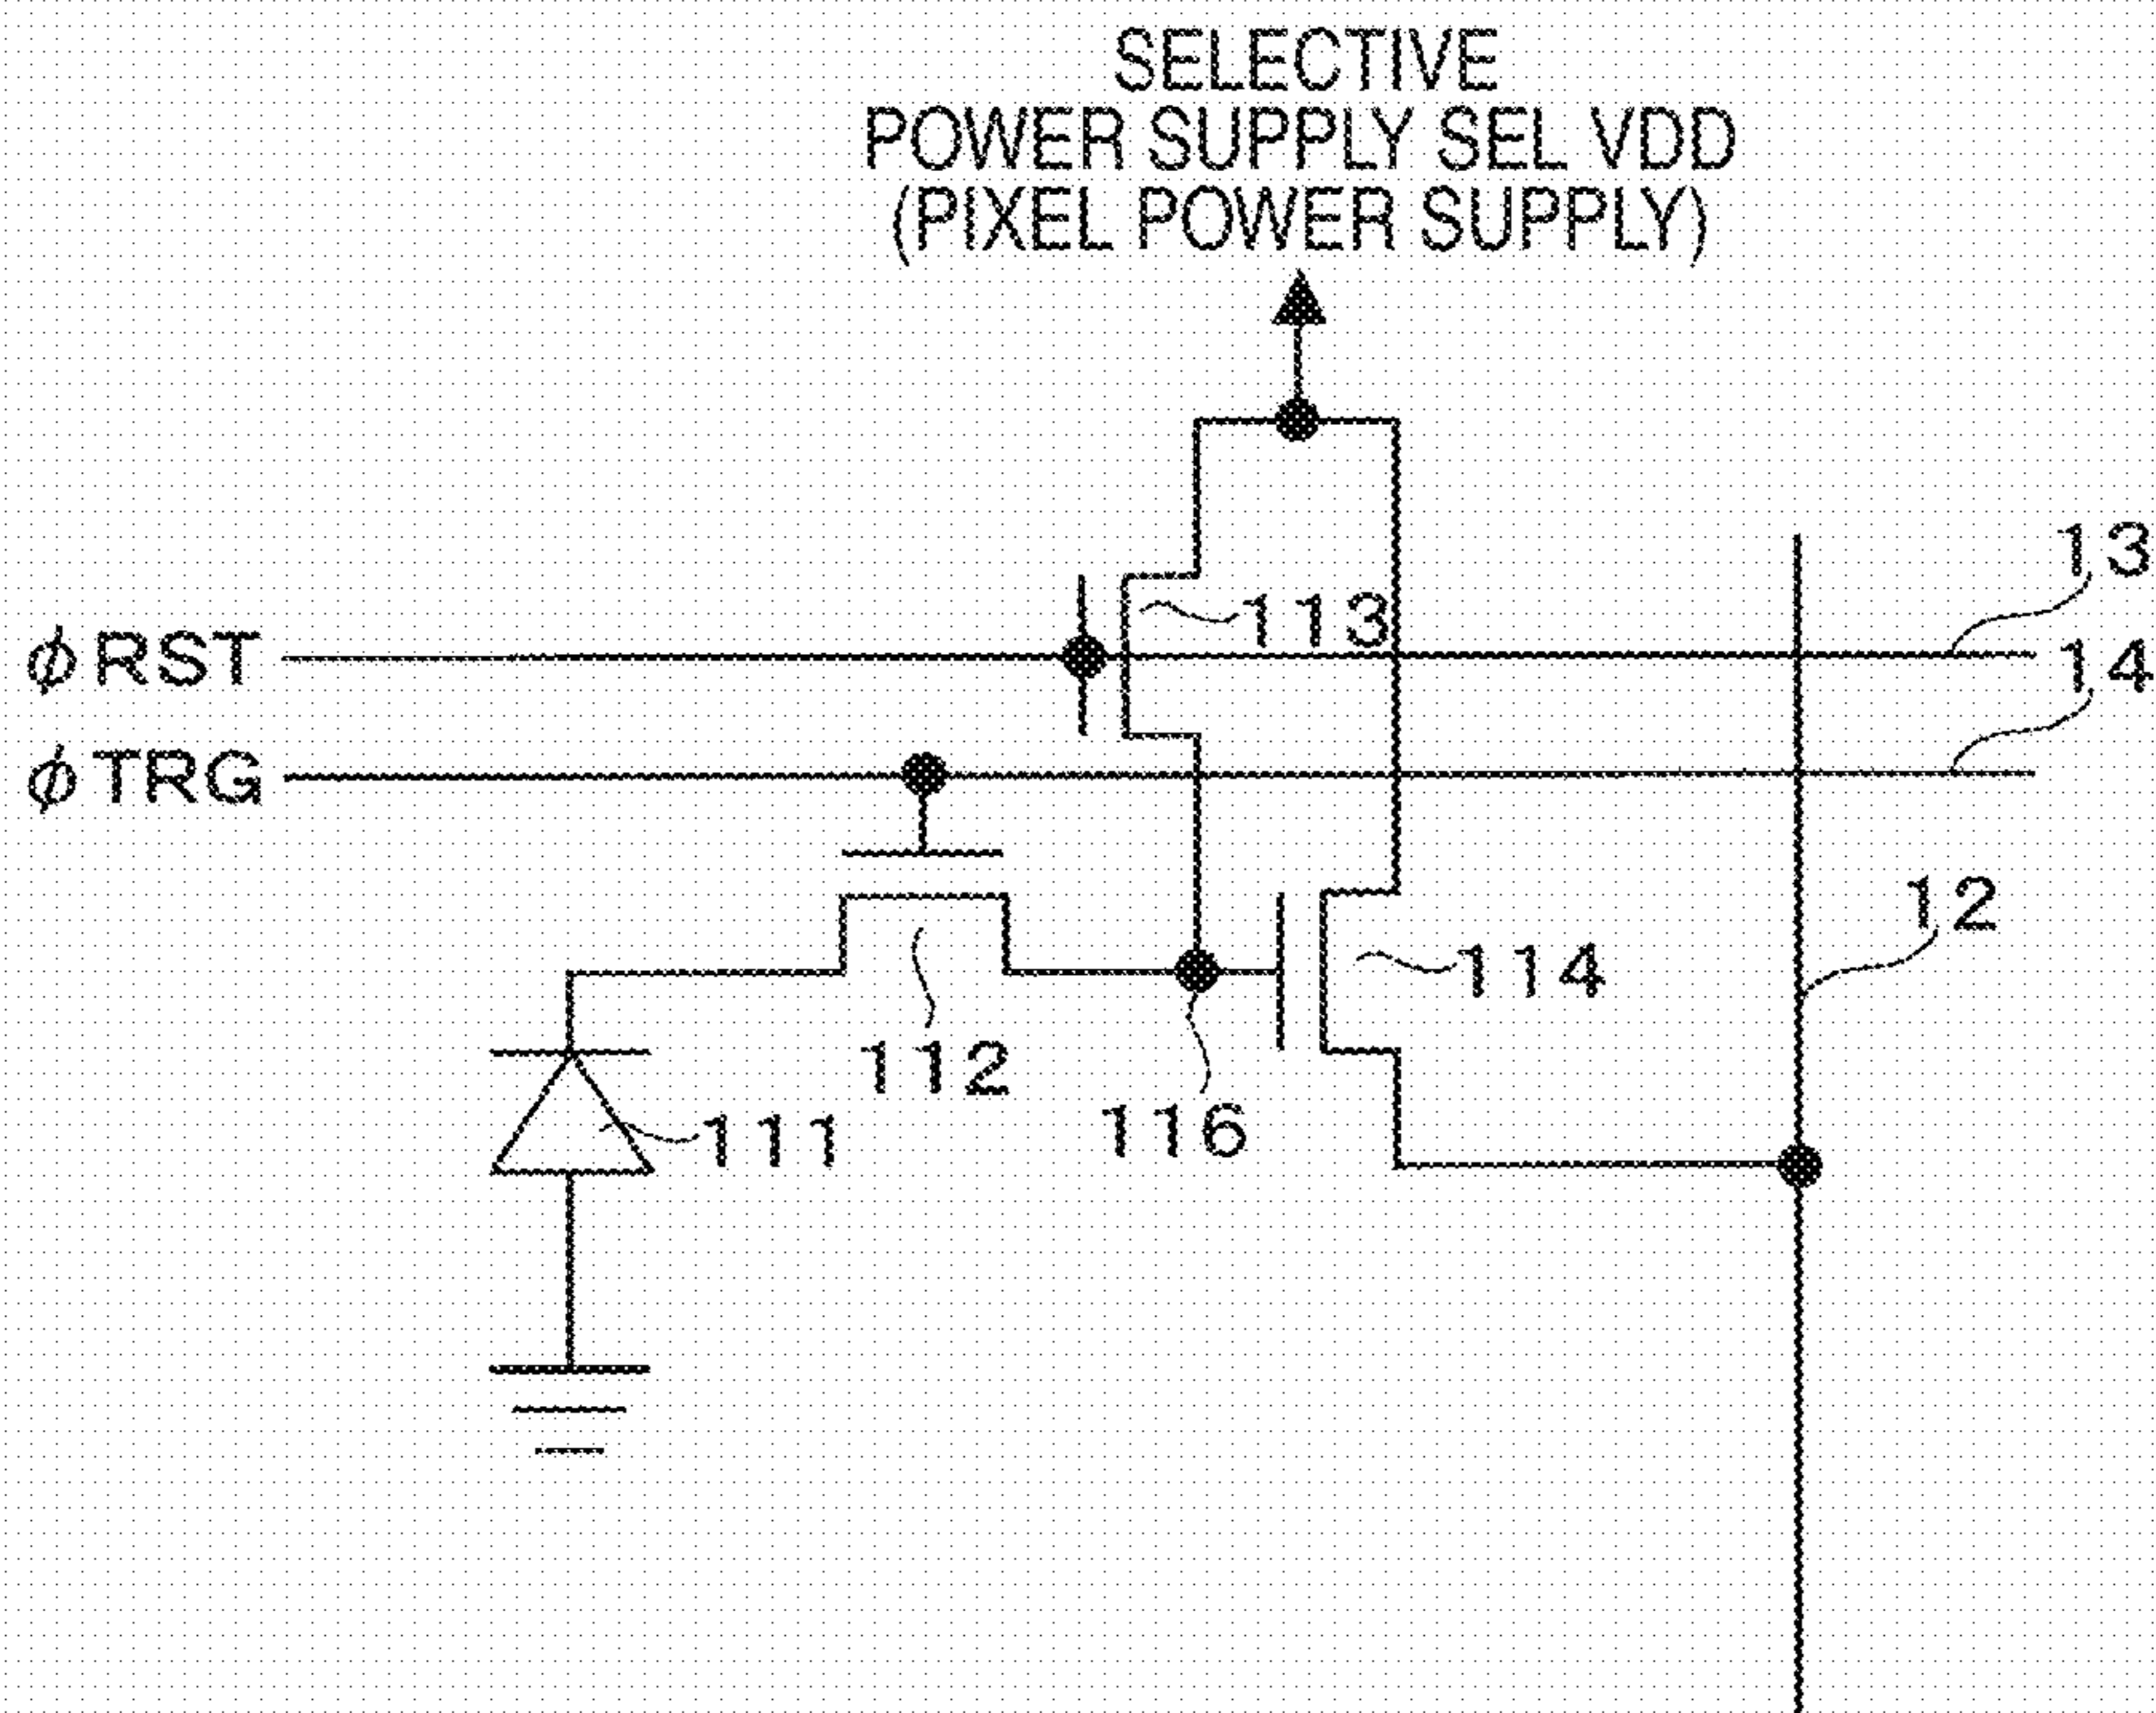 SELECTIVE
POWER SUPPLY SEL VDD
(PIXEL POWER SUPPLY)
13
113
ϕRST
14
ϕTRG
12
114
112
116
111